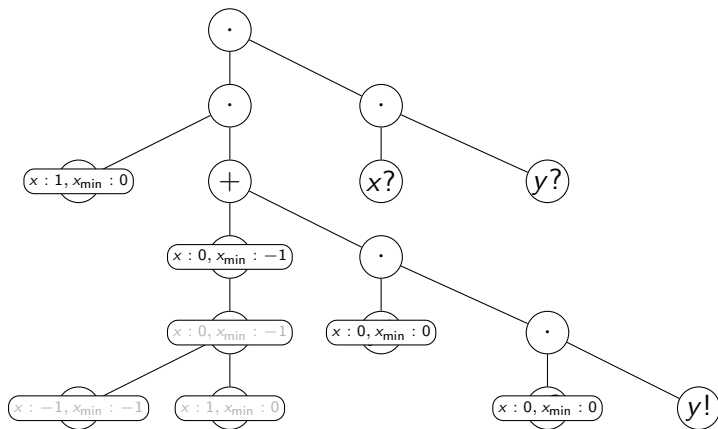 ·
· ·
x : 1, x_min : 0 + x? y?
x : 0, x_min : −1 ·
x : 0, x_min : −1 x : 0, x_min : 0 ·
x : −1, x_min : −1 x : 1, x_min : 0 x : 0, x_min : 0 y!